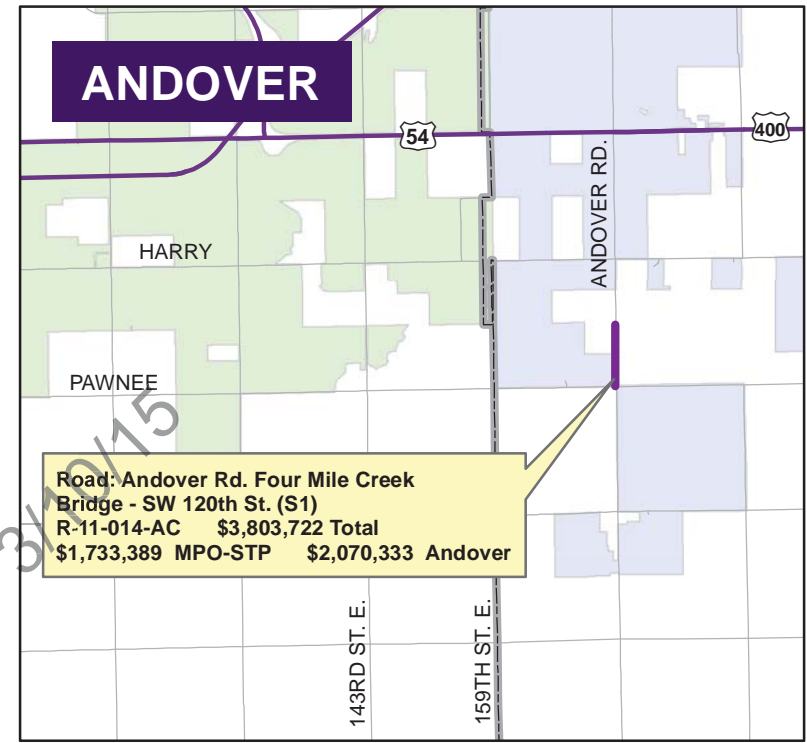 ANDOVER
54
400
ANDOVER RD.
HARRY
PAWNEE
3/10/15
Road: Andover Rd. Four Mile Creek
Bridge - SW 120th St. (S1)
R-11-014-AC $3,803,722 Total
$1,733,389 MPO-STP $2,070,333 Andover
143RD ST. E.
159TH ST. E.